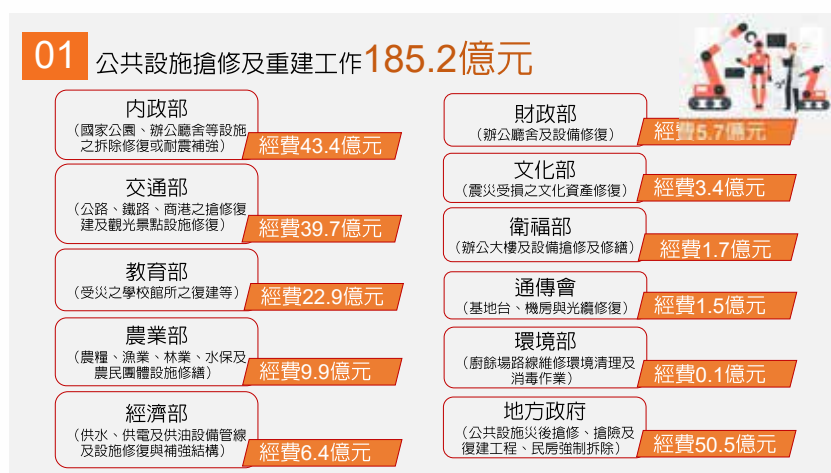 01 公共設施搶修及重建工作185.2億元
內政部
（國家公園、辦公廳舍等設施
之拆除修復或耐震補強）
經費43.4億元
交通部
（公路、鐵路、商港之搶修復
建及觀光景點設施修復）
經費39.7億元
教育部
（受災之學校館所之復建等）
經費22.9億元
農業部
（農糧、漁業、林業、水保及
農民團體設施修繕）
經費9.9億元
經濟部
（供水、供電及供油設備管線
及設施修復與補強結構）
經費6.4億元
財政部
（辦公廳舍及設備修復）
經費5.7億元
文化部
（震災受損之文化資產修復）
經費3.4億元
衛福部
（辦公大樓及設備搶修及修繕）
經費1.7億元
通傳會
（基地台、機房與光纜修復）
經費1.5億元
環境部
（廚餘場路線維修環境清理及
消毒作業）
經費0.1億元
地方政府
（公共設施災後搶修、搶險及
復建工程、民房強制拆除）
經費50.5億元